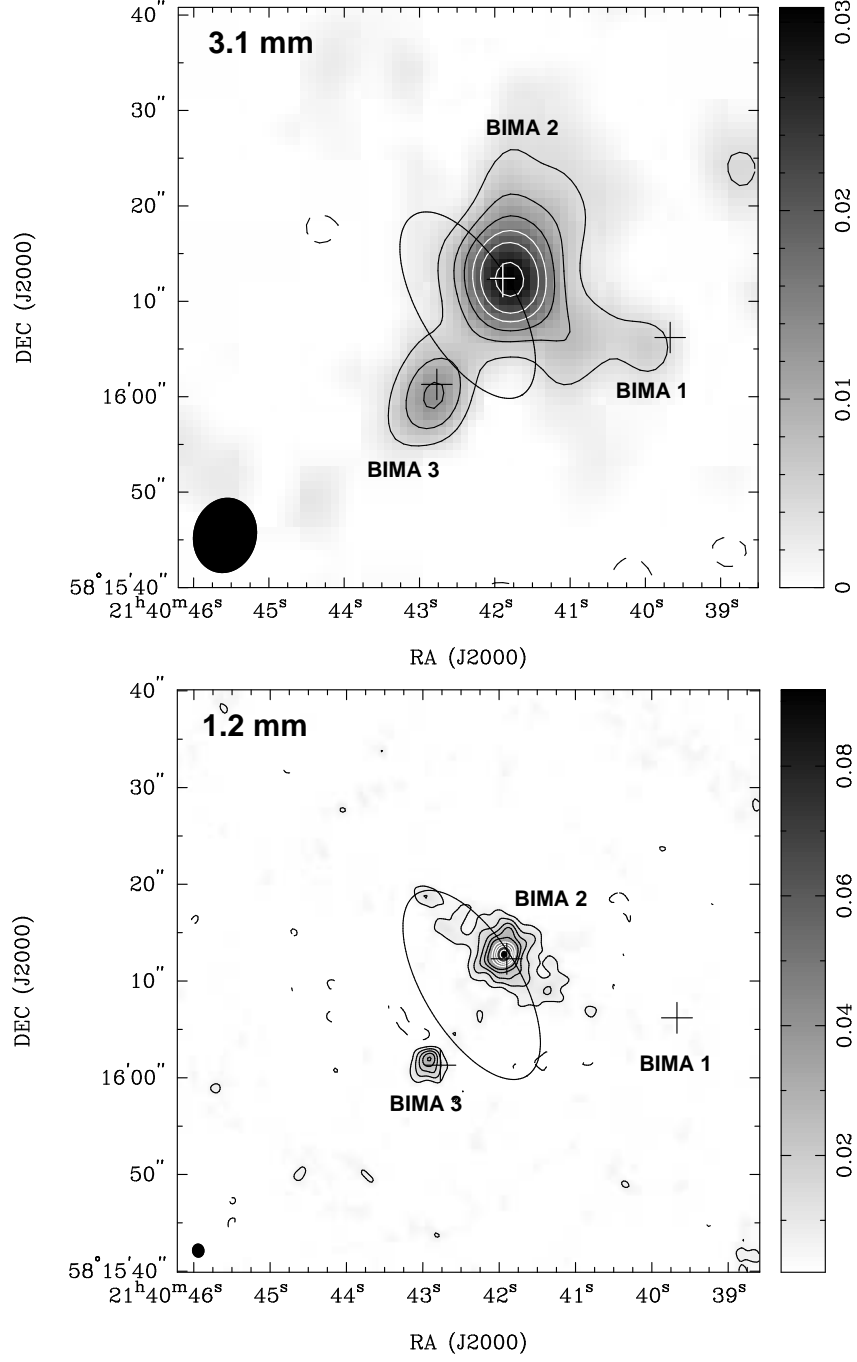 3.1 mm
40"
30"
20"
10"
16'00"
50"
58°15'40"
DEC (J2000)
BIMA 2
BIMA 1
BIMA 3
21ʰ40ᵐ46ˢ 45ˢ 44ˢ 43ˢ 42ˢ 41ˢ 40ˢ 39ˢ
RA (J2000)
0.03
0.02
0.01
0
1.2 mm
40"
30"
20"
10"
16'00"
50"
58°15'40"
DEC (J2000)
BIMA 2
BIMA 1
BIMA 3
21ʰ40ᵐ46ˢ 45ˢ 44ˢ 43ˢ 42ˢ 41ˢ 40ˢ 39ˢ
RA (J2000)
0.08
0.06
0.04
0.02